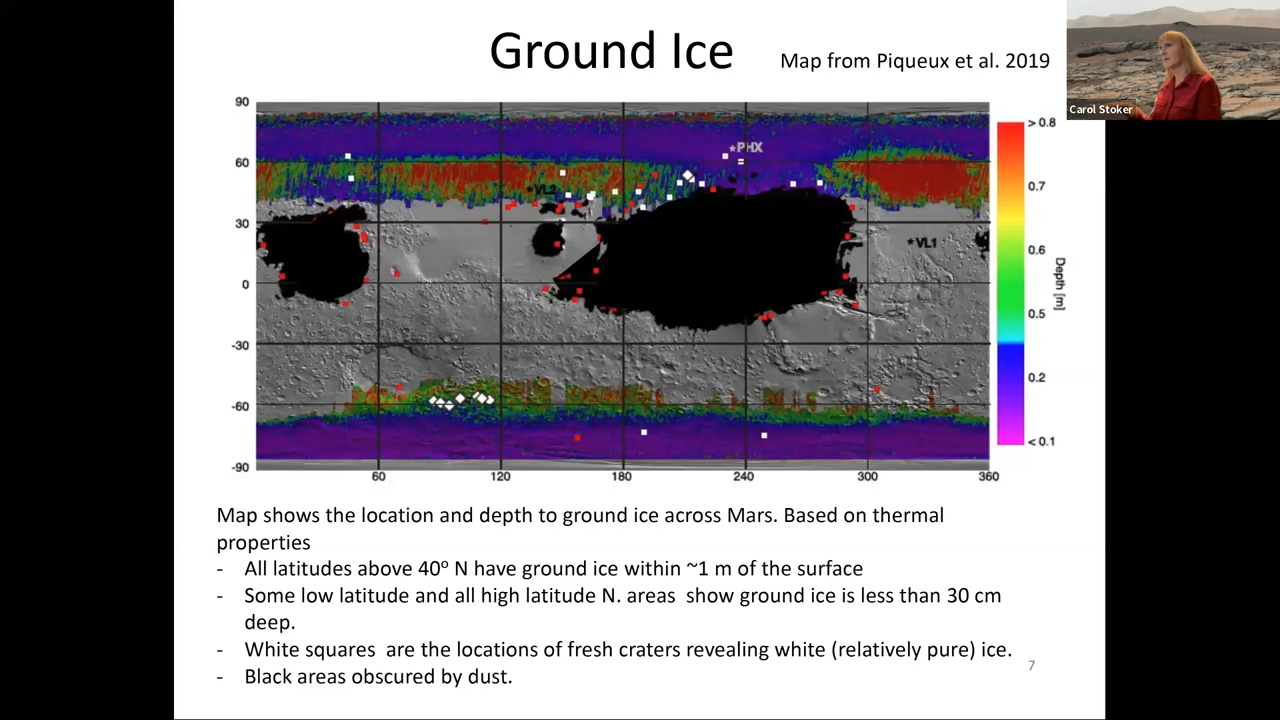 Ground Ice
Map from Piqueux et al. 2019
Carol Stoker
90
60
30
0
-30
-60
-90
60
120
180
240
300
360
PHX
VL2
VL1
> 0.8
0.7
0.6
0.5
0.2
< 0.1
Depth [m]
Map shows the location and depth to ground ice across Mars. Based on thermal
properties
- All latitudes above 40º N have ground ice within ~1 m of the surface
- Some low latitude and all high latitude N. areas show ground ice is less than 30 cm
deep.
- White squares are the locations of fresh craters revealing white (relatively pure) ice.
- Black areas obscured by dust.
7